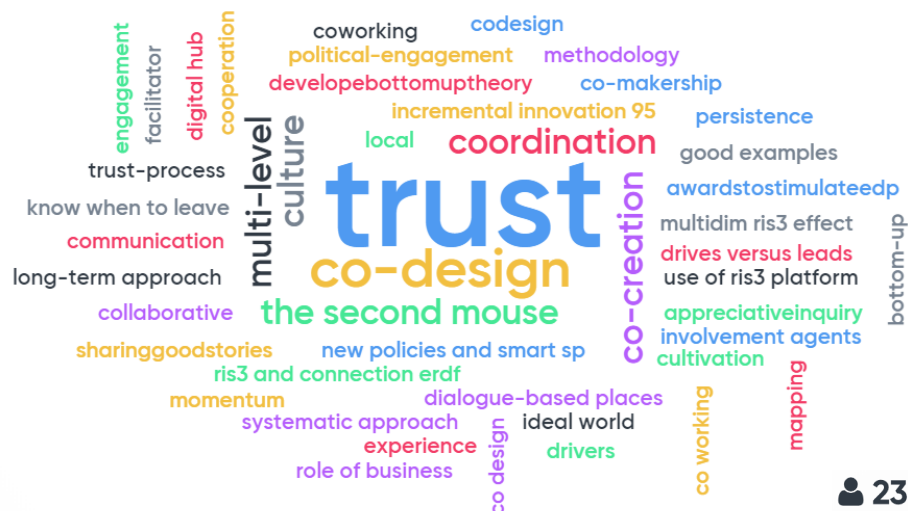 coworking
codesign
political-engagement
methodology
developebottomuptheory
co-makership
incremental innovation 95
persistence
engagement
facilitator
digital hub
cooperation
local
coordination
good examples
trust-process
multi-level
culture
trust
co-creation
awardstostimulateedp
know when to leave
multidim ris3 effect
bottom-up
communication
drives versus leads
long-term approach
co-design
use of ris3 platform
collaborative
the second mouse
appreciativeinquiry
involvement agents
sharinggoodstories
new policies and smart sp
cultivation
ris3 and connection erdf
momentum
dialogue-based places
mapping
co working
systematic approach
co design
ideal world
experience
drivers
role of business
23